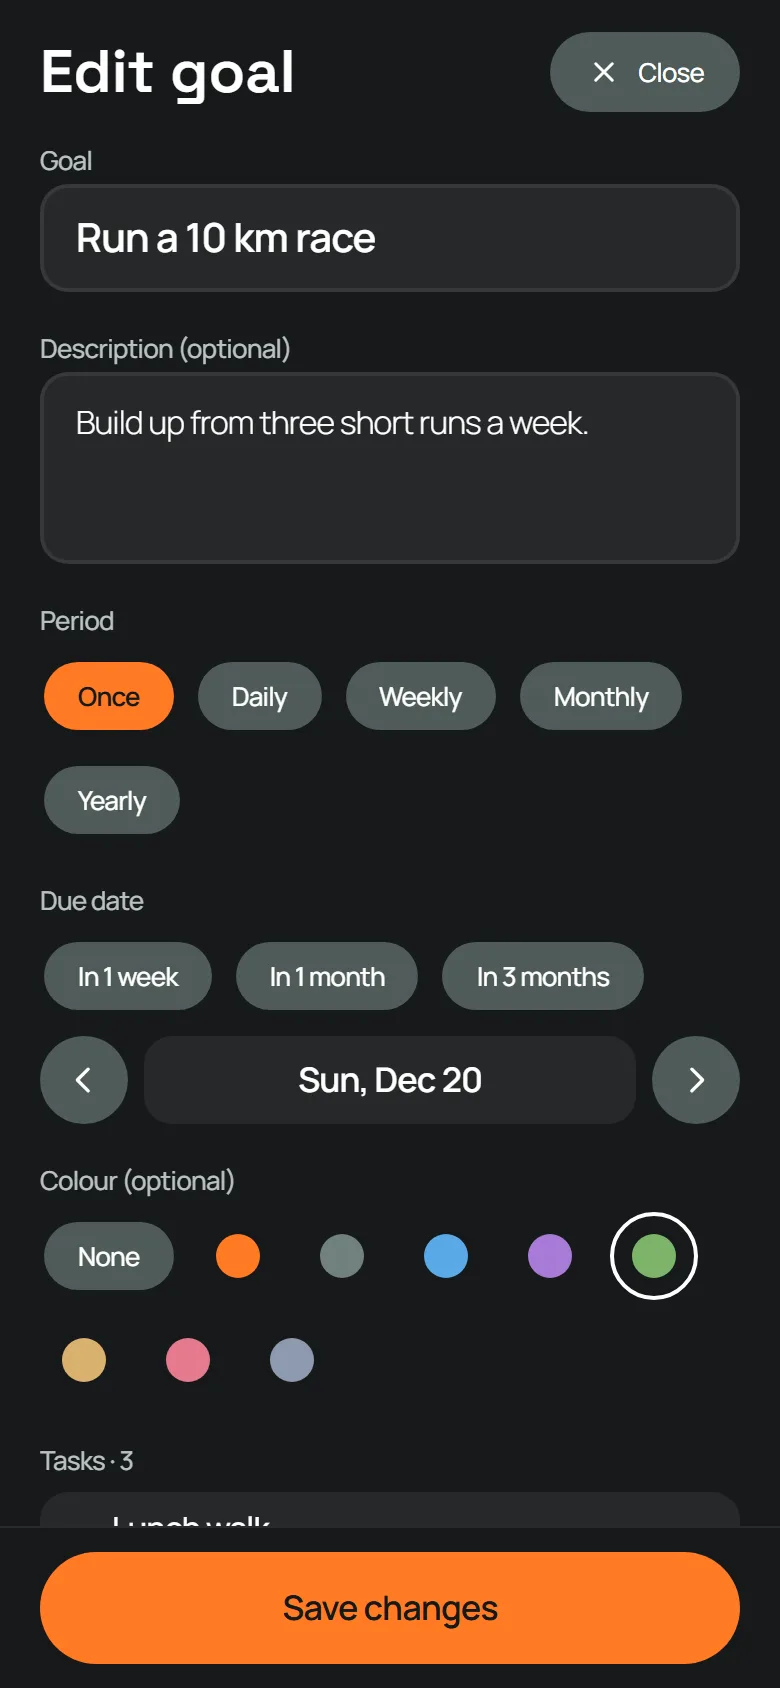 Edit goal
Close
Goal
Run a 10 km race
Description (optional)
Build up from three short runs a week.
Period
Once Daily Weekly Monthly
Yearly
Due date
In 1 week In 1 month In 3 months
Sun, Dec 20
Colour (optional)
None
Tasks · 3
Lunch walk
Save changes